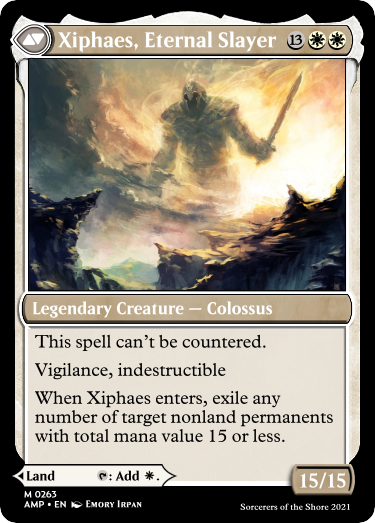 Xiphaes, Eternal Slayer 13
Legendary Creature — Colossus
This spell can't be countered.
Vigilance, indestructible
When Xiphaes enters, exile any
number of target nonland permanents
with total mana value 15 or less.
Land : Add .
15/15
M 0263
AMP • EN EMORY IRPAN
Sorcerers of the Shore 2021